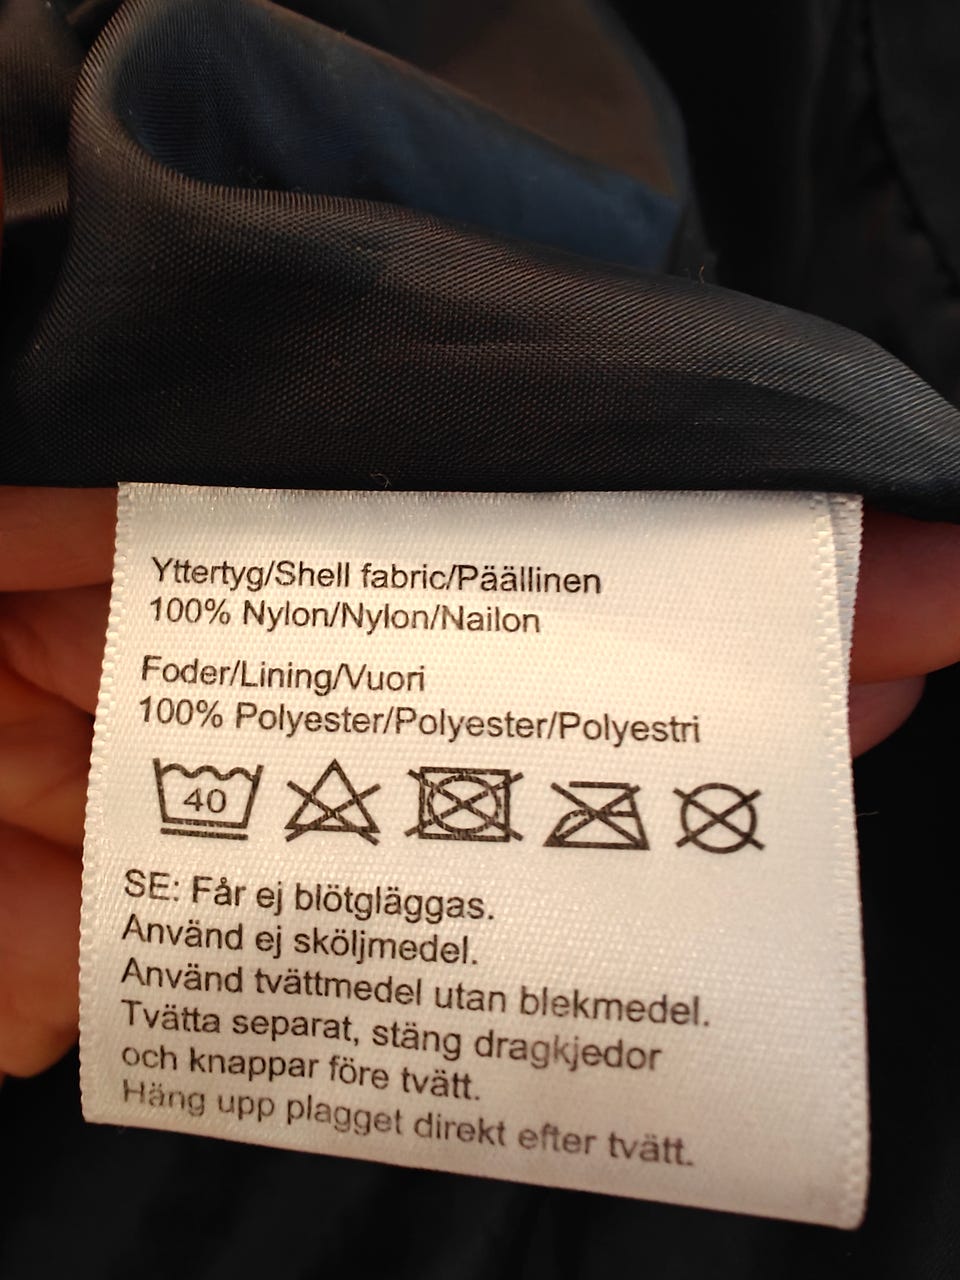 Yttertyg/Shell fabric/Päällinen
100% Nylon/Nylon/Nailon
Foder/Lining/Vuori
100% Polyester/Polyester/Polyestri
40
SE: Får ej blötgläggas.
Använd ej sköljmedel.
Använd tvättmedel utan blekmedel.
Tvätta separat, stäng dragkjedor
och knappar före tvätt.
Häng upp plagget direkt efter tvätt.